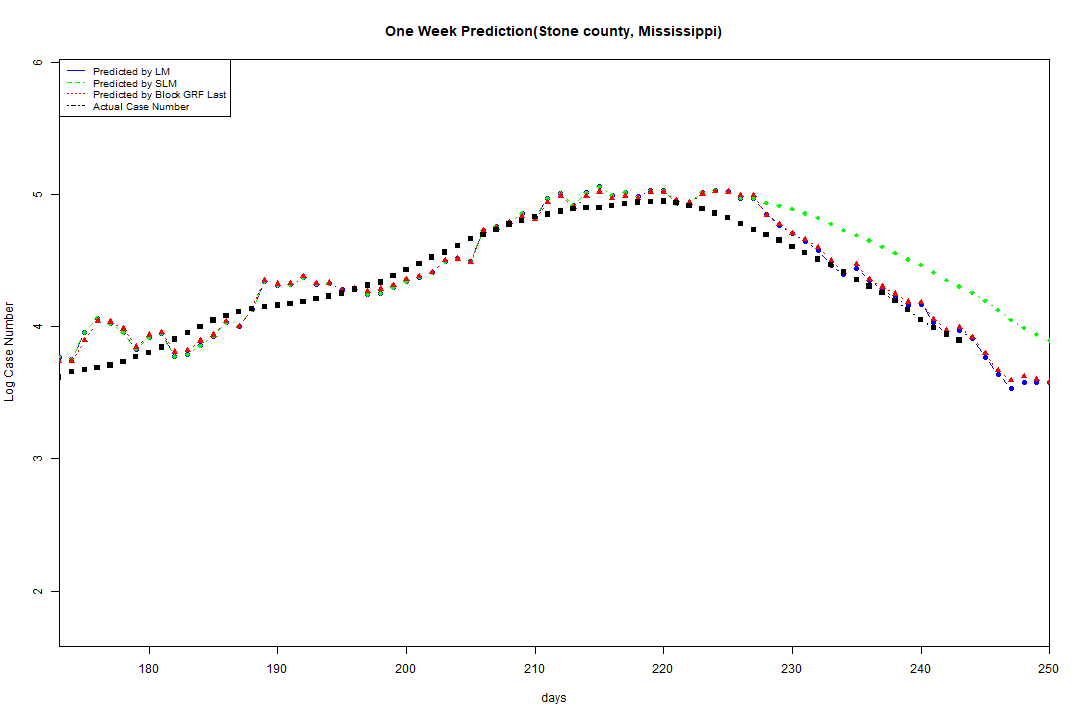 One Week Prediction(Stone county, Mississippi)
Predicted by LM
Predicted by SLM
Predicted by Block GRF Last
Actual Case Number
6
5
4
3
2
Log Case Number
180 190 200 210 220 230 240 250
days